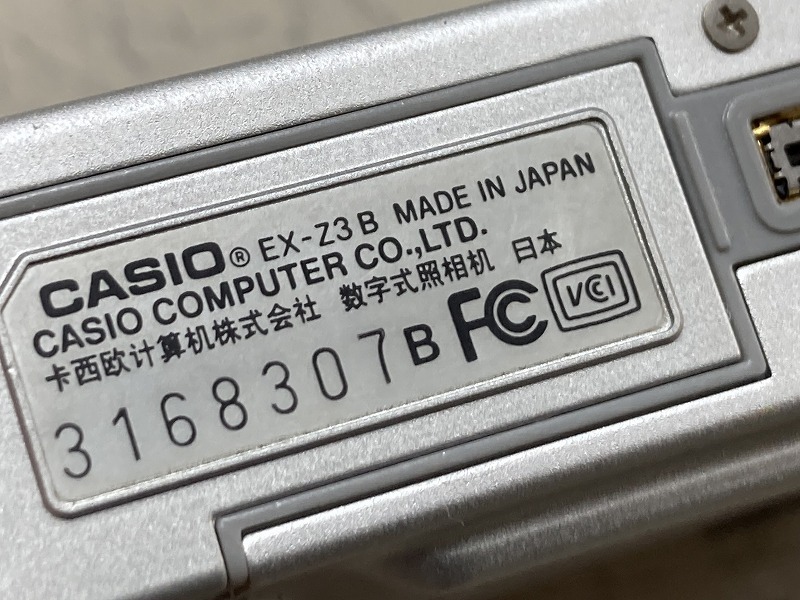 CASIO® EX-Z3 B MADE IN JAPAN
CASIO COMPUTER CO.,LTD.
卡西欧计算机株式会社 数字式照相机 日本
3168307B FC VCCI